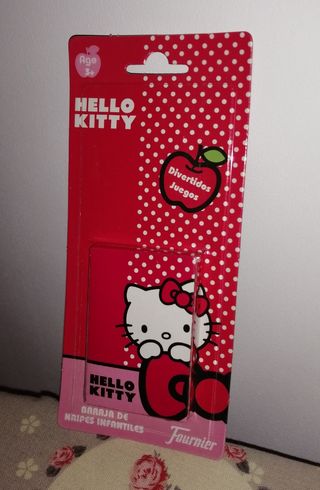 Age
3+
HELLO
KITTY
Divertidos
Juegos
HELLO
KITTY
BARAJA DE
NAIPES INFANTILES
Fournier